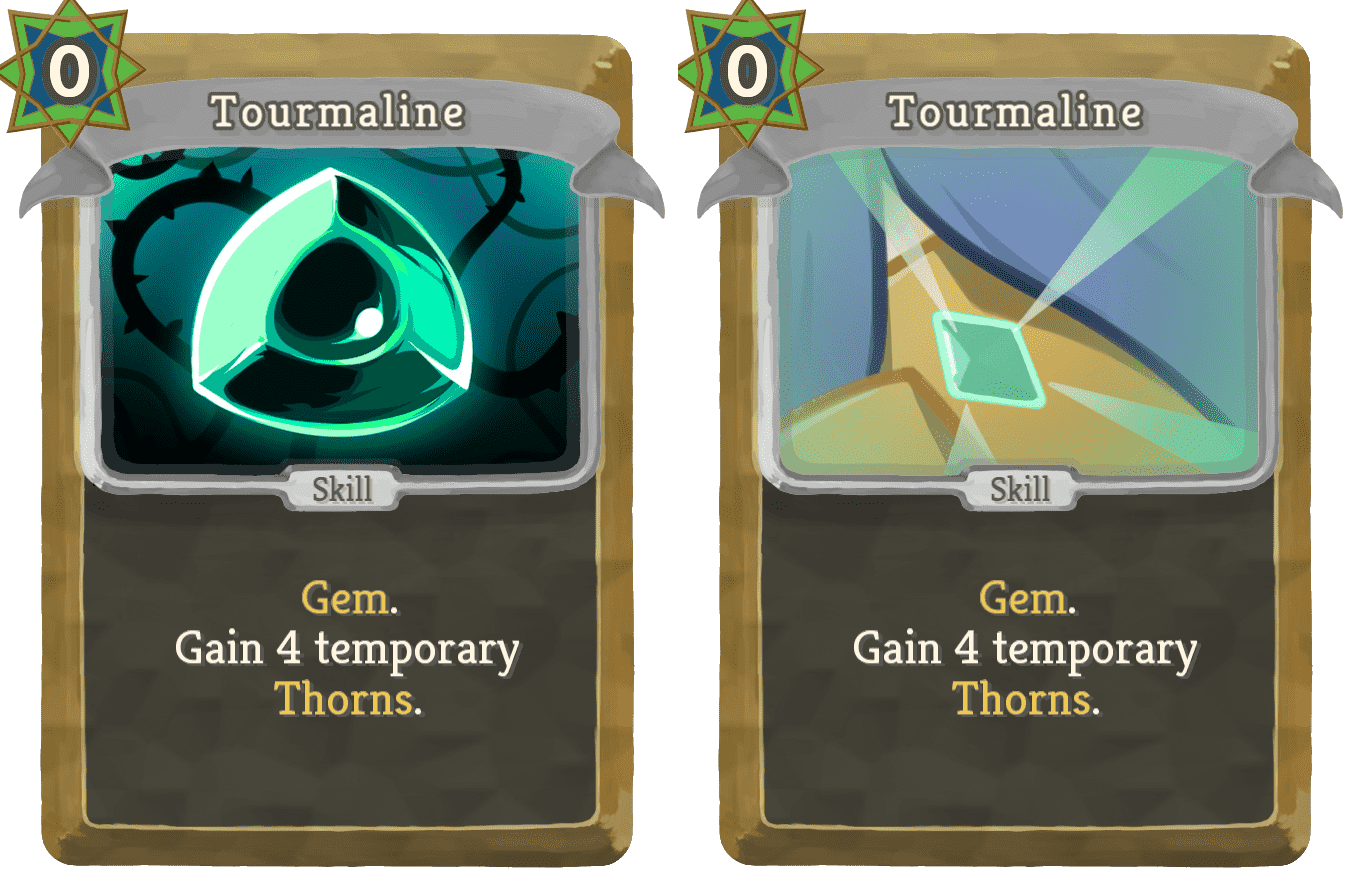 0
Tourmaline
Skill
Gem.
Gain 4 temporary
Thorns.
0
Tourmaline
Skill
Gem.
Gain 4 temporary
Thorns.